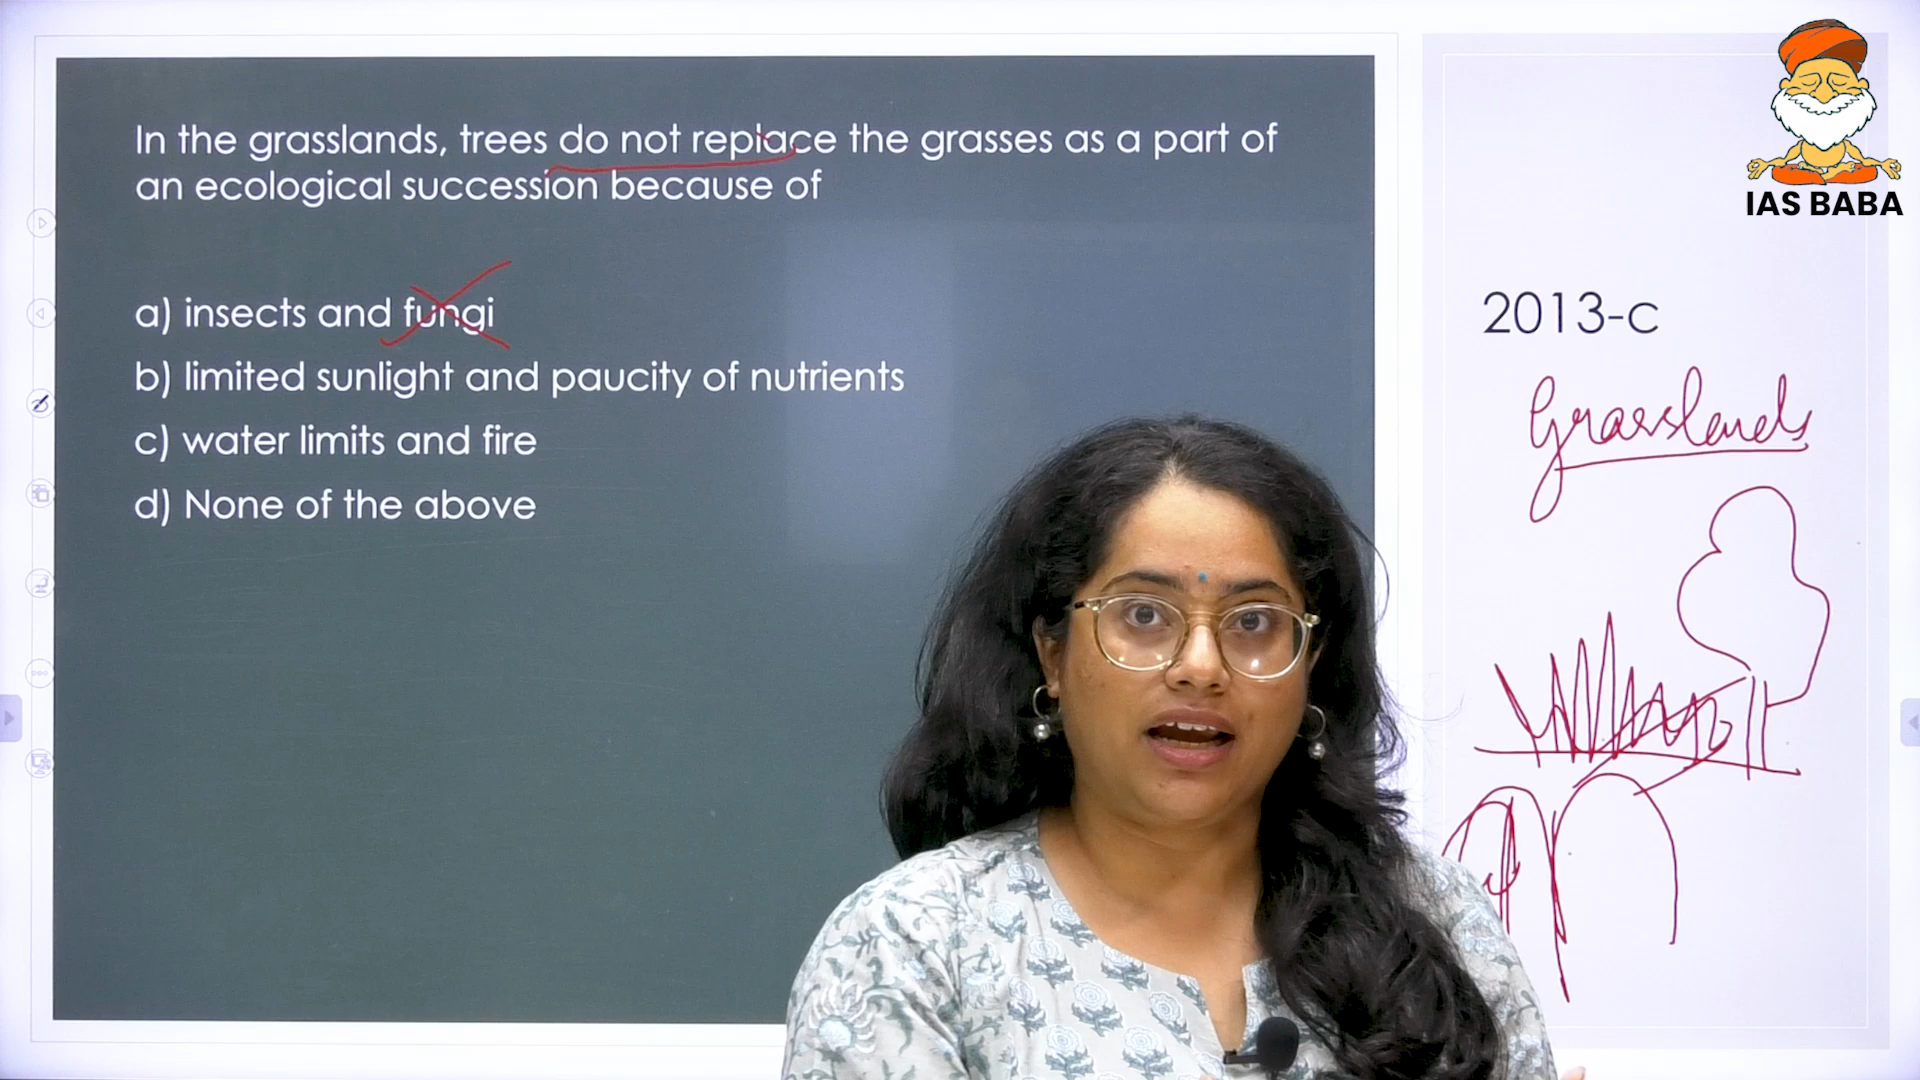 In the grasslands, trees do not replace the grasses as a part of
an ecological succession because of
a) insects and fungi
b) limited sunlight and paucity of nutrients
c) water limits and fire
d) None of the above
IAS BABA
2013-c
Grasslands